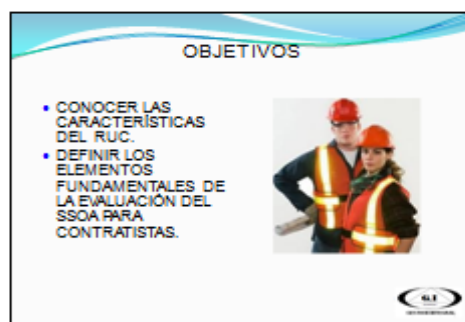 OBJETIVOS
• CONOCER LAS
CARACTERÍSTICAS
DEL RUC.
• DEFINIR LOS
ELEMENTOS
FUNDAMENTALES DE
LA EVALUACIÓN DEL
SSOA PARA
CONTRATISTAS.